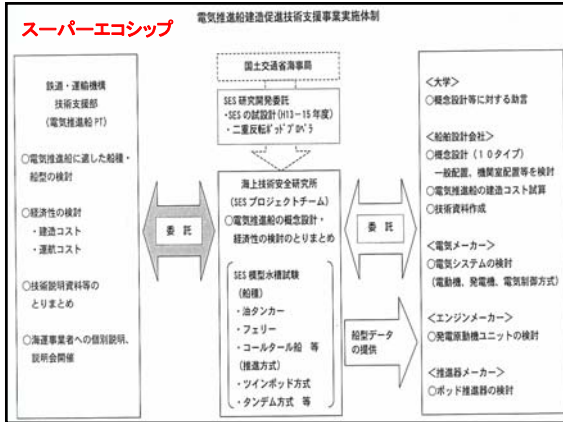 スーパーエコシップ
電気推進船建造促進技術支援事業実施体制
鉄道・運輸機構
技術支援部
(電気推進船PT)
○電気推進船に適した船種・
船型の検討
○経済性の検討
・建造コスト
・運航コスト
○技術説明資料等の
とりまとめ
○海運事業者への個別説明、
説明会開催
委託
国土交通省海事局
SES研究開発委託
・SESの試設計(H13-15年度)
・二重反転ポッドプロペラ
海上技術安全研究所
(SESプロジェクトチーム)
○電気推進船の概念設計・
経済性の検討のとりまとめ
SES模型水槽試験
(船種)
・油タンカー
・フェリー
・コールタール船 等
(推進方式)
・ツインポッド方式
・タンデム方式 等
委託
船型データ
の提供
<大学>
○概念設計等に対する助言
<船舶設計会社>
○概念設計(10タイプ)
一般配置、機関室配置等を検討
○電気推進船の建造コスト試算
○技術資料作成
<電気メーカー>
○電気システムの検討
(電動機、発電機、電気制御方式)
<エンジンメーカー>
○発電原動機ユニットの検討
<推進器メーカー>
○ポッド推進器の検討